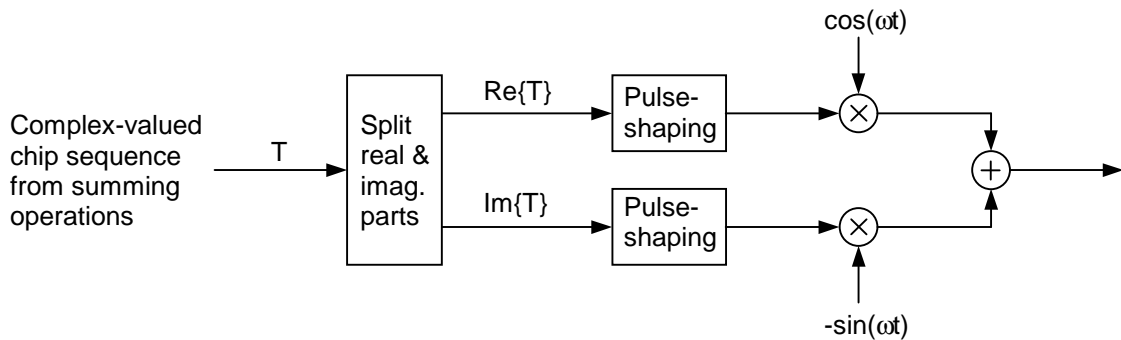 cos(ωt)
Complex-valued
chip sequence
from summing
operations
T
Split
real &
imag.
parts
Re{T}
Im{T}
Pulse-
shaping
Pulse-
shaping
-sin(ωt)